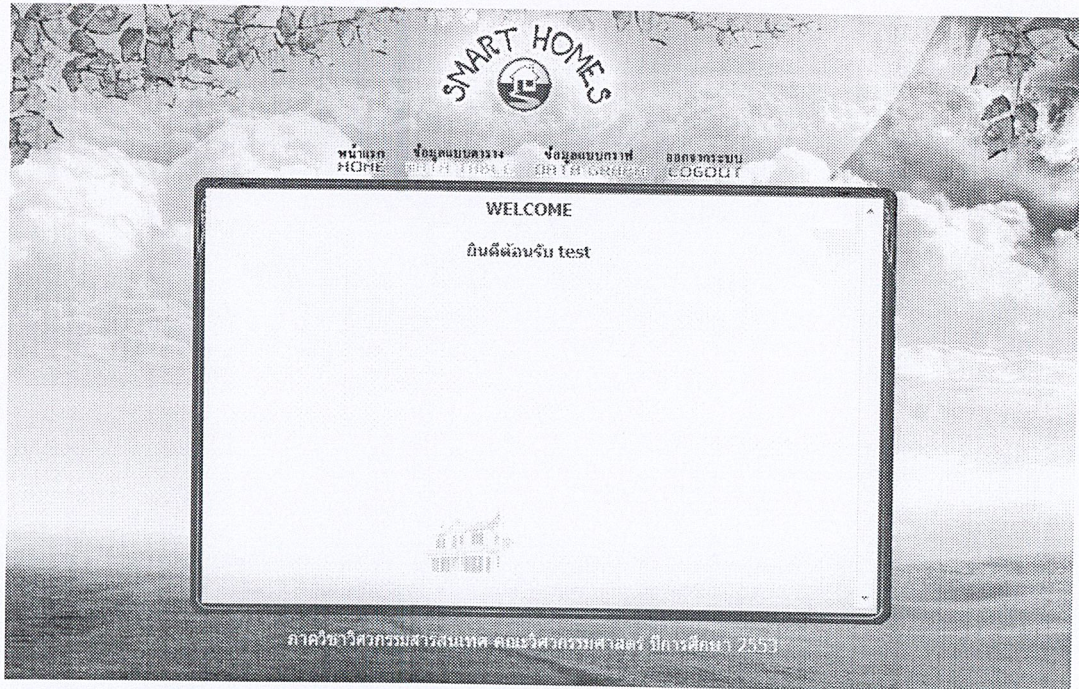 SMART HOMES
หน้าแรก ข้อมูลแบบตาราง ข้อมูลแบบกราฟ ออกจากระบบ
HOME DATA TABLE DATA GRAPH LOGOUT
WELCOME
ยินดีต้อนรับ test
ภาควิชาวิศวกรรมสารสนเทศ คณะวิศวกรรมศาสตร์ ปีการศึกษา 2553